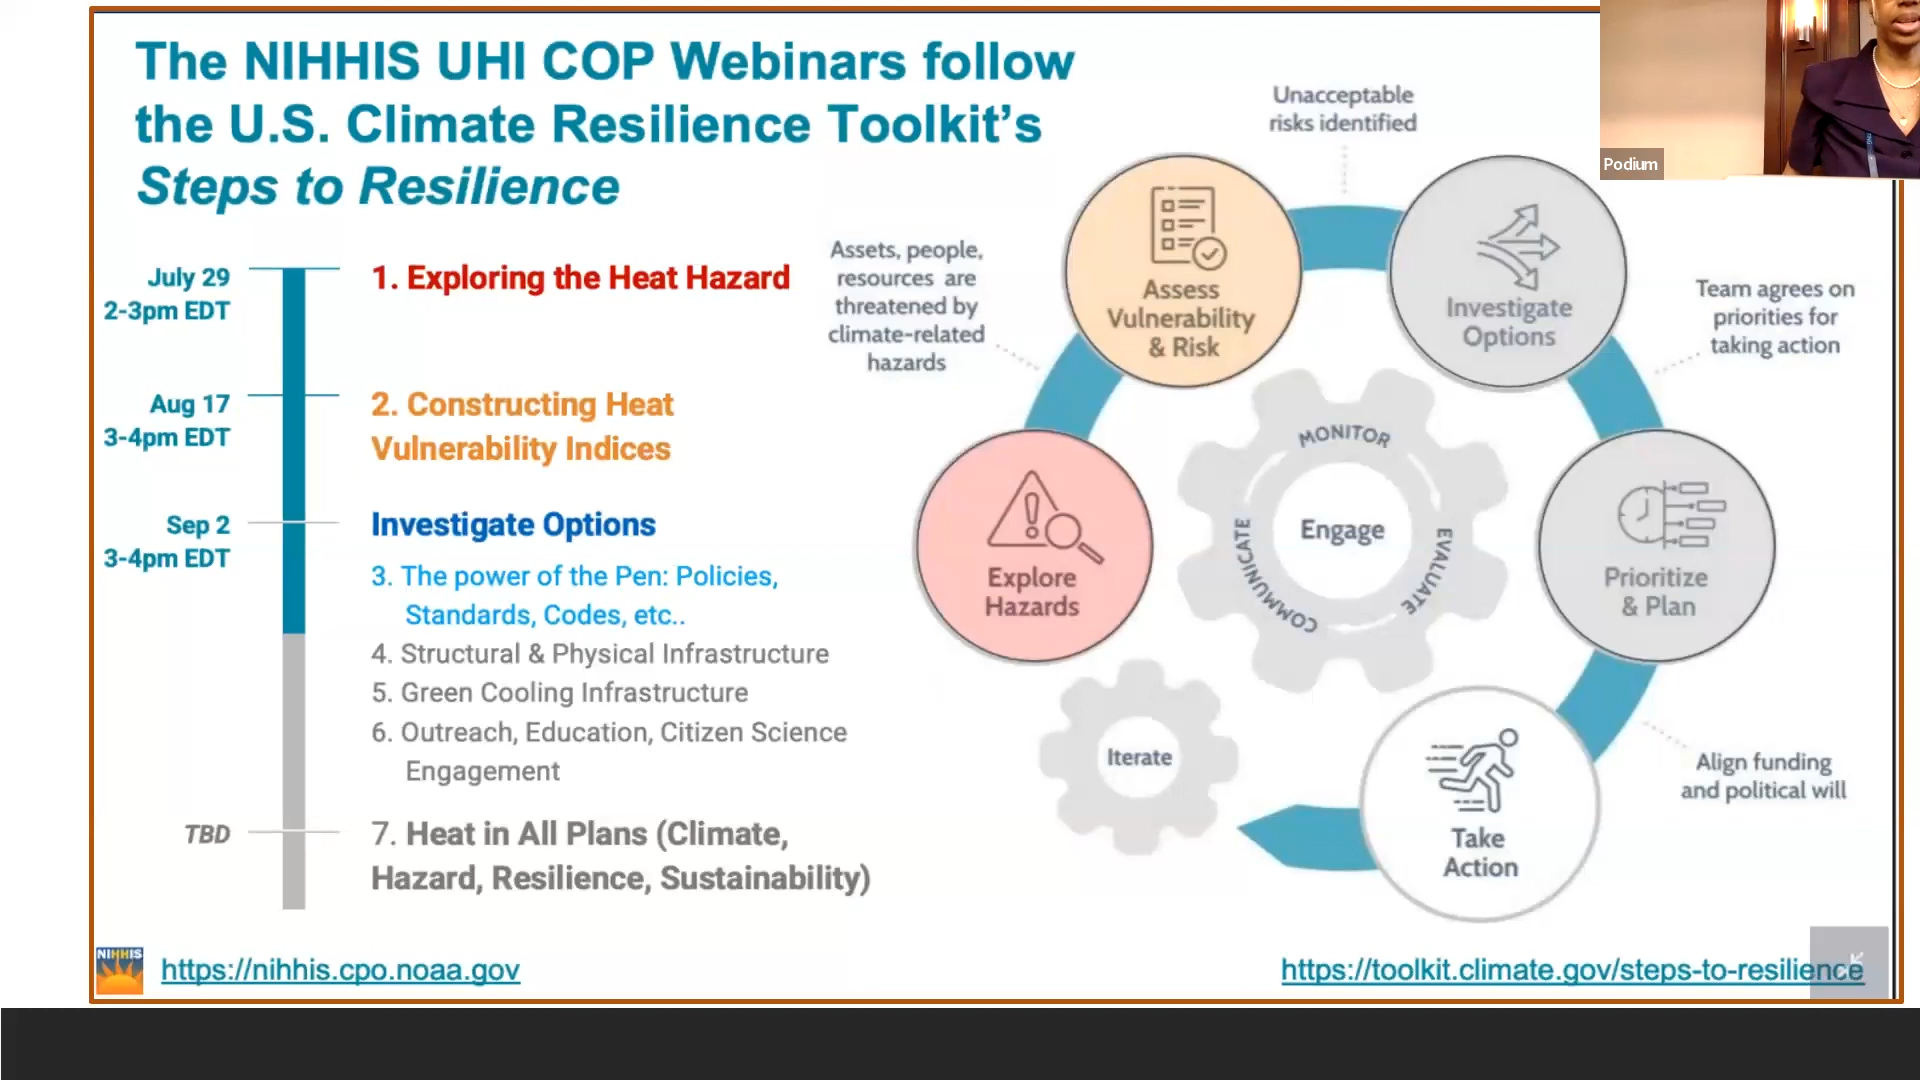 The NIHHIS UHI COP Webinars follow
the U.S. Climate Resilience Toolkit's
Steps to Resilience
July 29
2-3pm EDT
1. Exploring the Heat Hazard
Aug 17
3-4pm EDT
2. Constructing Heat
Vulnerability Indices
Sep 2
3-4pm EDT
Investigate Options
3. The power of the Pen: Policies,
Standards, Codes, etc..
4. Structural & Physical Infrastructure
5. Green Cooling Infrastructure
6. Outreach, Education, Citizen Science
Engagement
TBD
7. Heat in All Plans (Climate,
Hazard, Resilience, Sustainability)
NIHHIS
https://nihhis.cpo.noaa.gov
Explore
Hazards
Assets, people,
resources are
threatened by
climate-related
hazards
Assess
Vulnerability
& Risk
Unacceptable
risks identified
Investigate
Options
Team agrees on
priorities for
taking action
Prioritize
& Plan
Align funding
and political will
Take
Action
MONITOR
EVALUATE
COMMUNICATE
Engage
Iterate
https://toolkit.climate.gov/steps-to-resilience
Podium